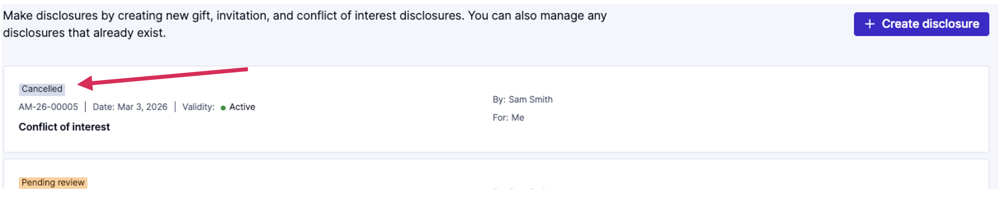 Make disclosures by creating new gift, invitation, and conflict of interest disclosures. You can also manage any
disclosures that already exist.
+ Create disclosure
Cancelled
AM-26-00005 | Date: Mar 3, 2026 | Validity: ● Active
Conflict of interest
By: Sam Smith
For: Me
Pending review